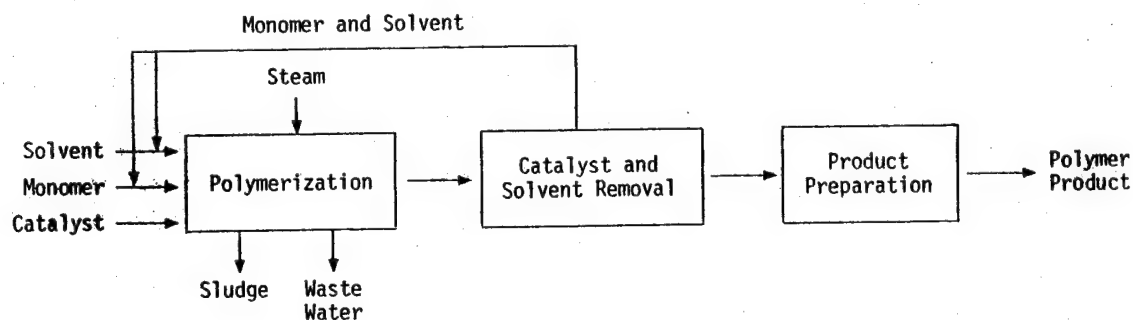 Monomer and Solvent
Steam
Solvent
Monomer
Catalyst
Polymerization
Catalyst and
Solvent Removal
Product
Preparation
Polymer
Product
Sludge
Waste
Water